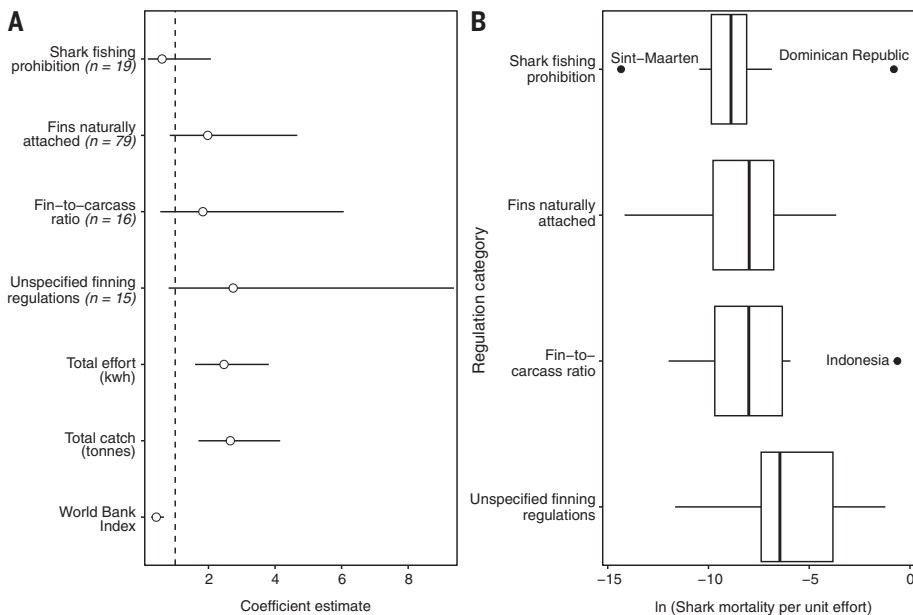 A
Shark fishing
prohibition (n = 19)
Fins naturally
attached (n = 79)
Fin−to−carcass
ratio (n = 16)
Unspecified finning
regulations (n = 15)
Total effort
(kwh)
Total catch
(tonnes)
World Bank
Index
2 4 6 8
Coefficient estimate
B
Regulation category
Shark fishing
prohibition
Sint−Maarten
Dominican Republic
Fins naturally
attached
Fin−to−
carcass ratio
Indonesia
Unspecified finning
regulations
−15 −10 −5 0
ln (Shark mortality per unit effort)